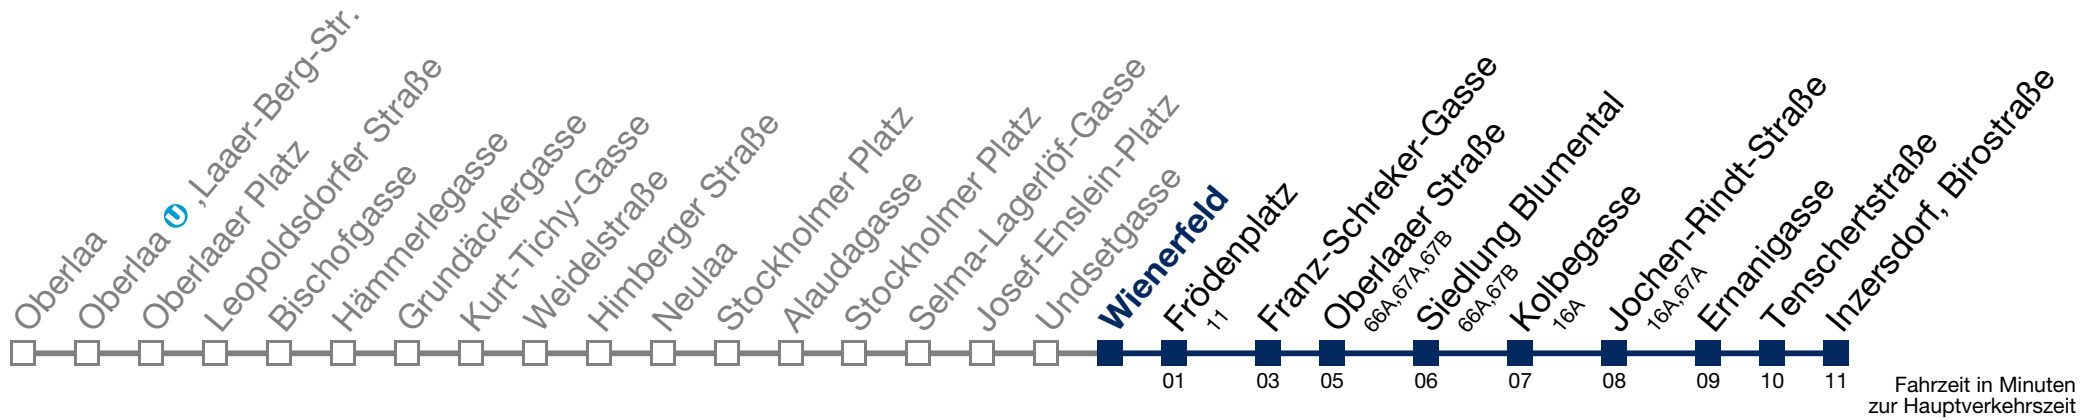 Oberlaa
Oberlaa U ,Laaer-Berg-Str.
Oberlaaer Platz
Leopoldsdorfer Straße
Bischofgasse
Hämmerlegasse
Grundäckergasse
Kurt-Tichy-Gasse
Weidelstraße
Himberger Straße
Neulaa
Stockholmer Platz
Alaudagasse
Stockholmer Platz
Selma-Lagerlöf-Gasse
Josef-Enslein-Platz
Undsetgasse
Wienerfeld
Frödenplatz
11
Franz-Schreker-Gasse
Oberlaaer Straße
66A,67A,67B
Siedlung Blumental
66A,67B
Kolbegasse
16A
Jochen-Rindt-Straße
16A,67A
Ernanigasse
Tenschertstraße
Inzersdorf, Birostraße
01 03 05 06 07 08 09 10 11
Fahrzeit in Minuten
zur Hauptverkehrszeit